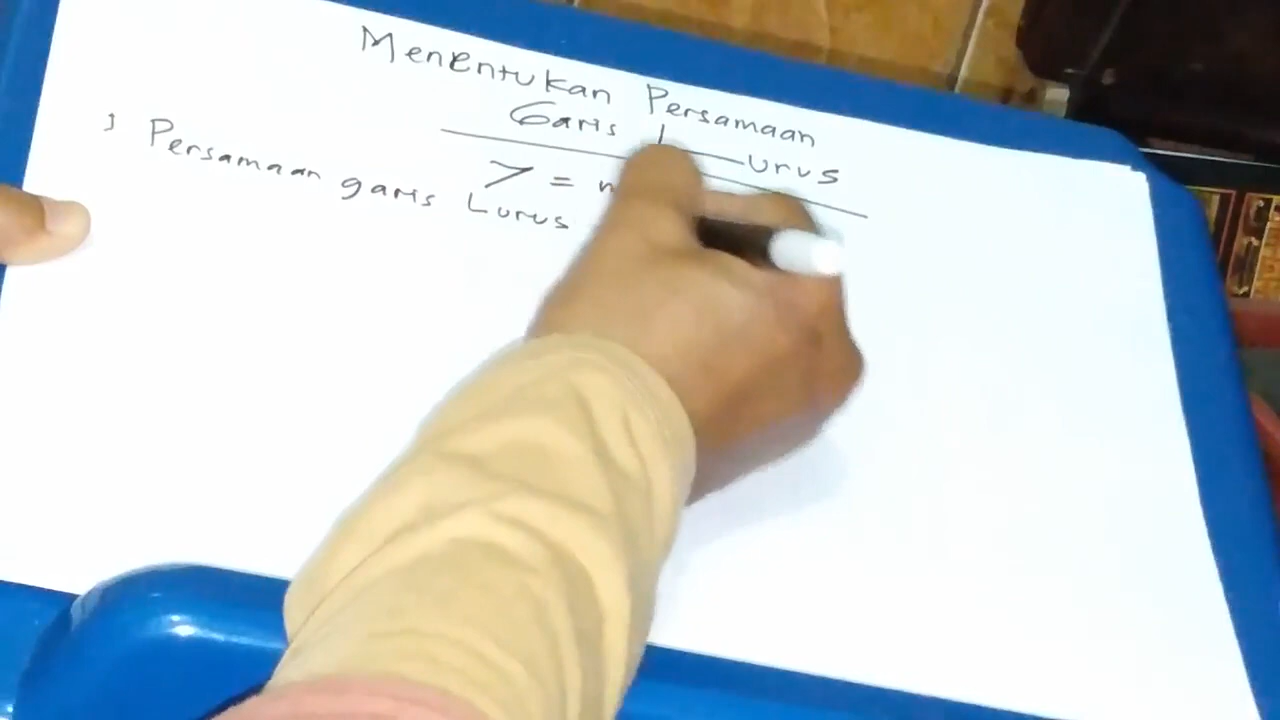 Menentukan Persamaan
Garis Lurus
y = m
1 Persamaan garis Lurus